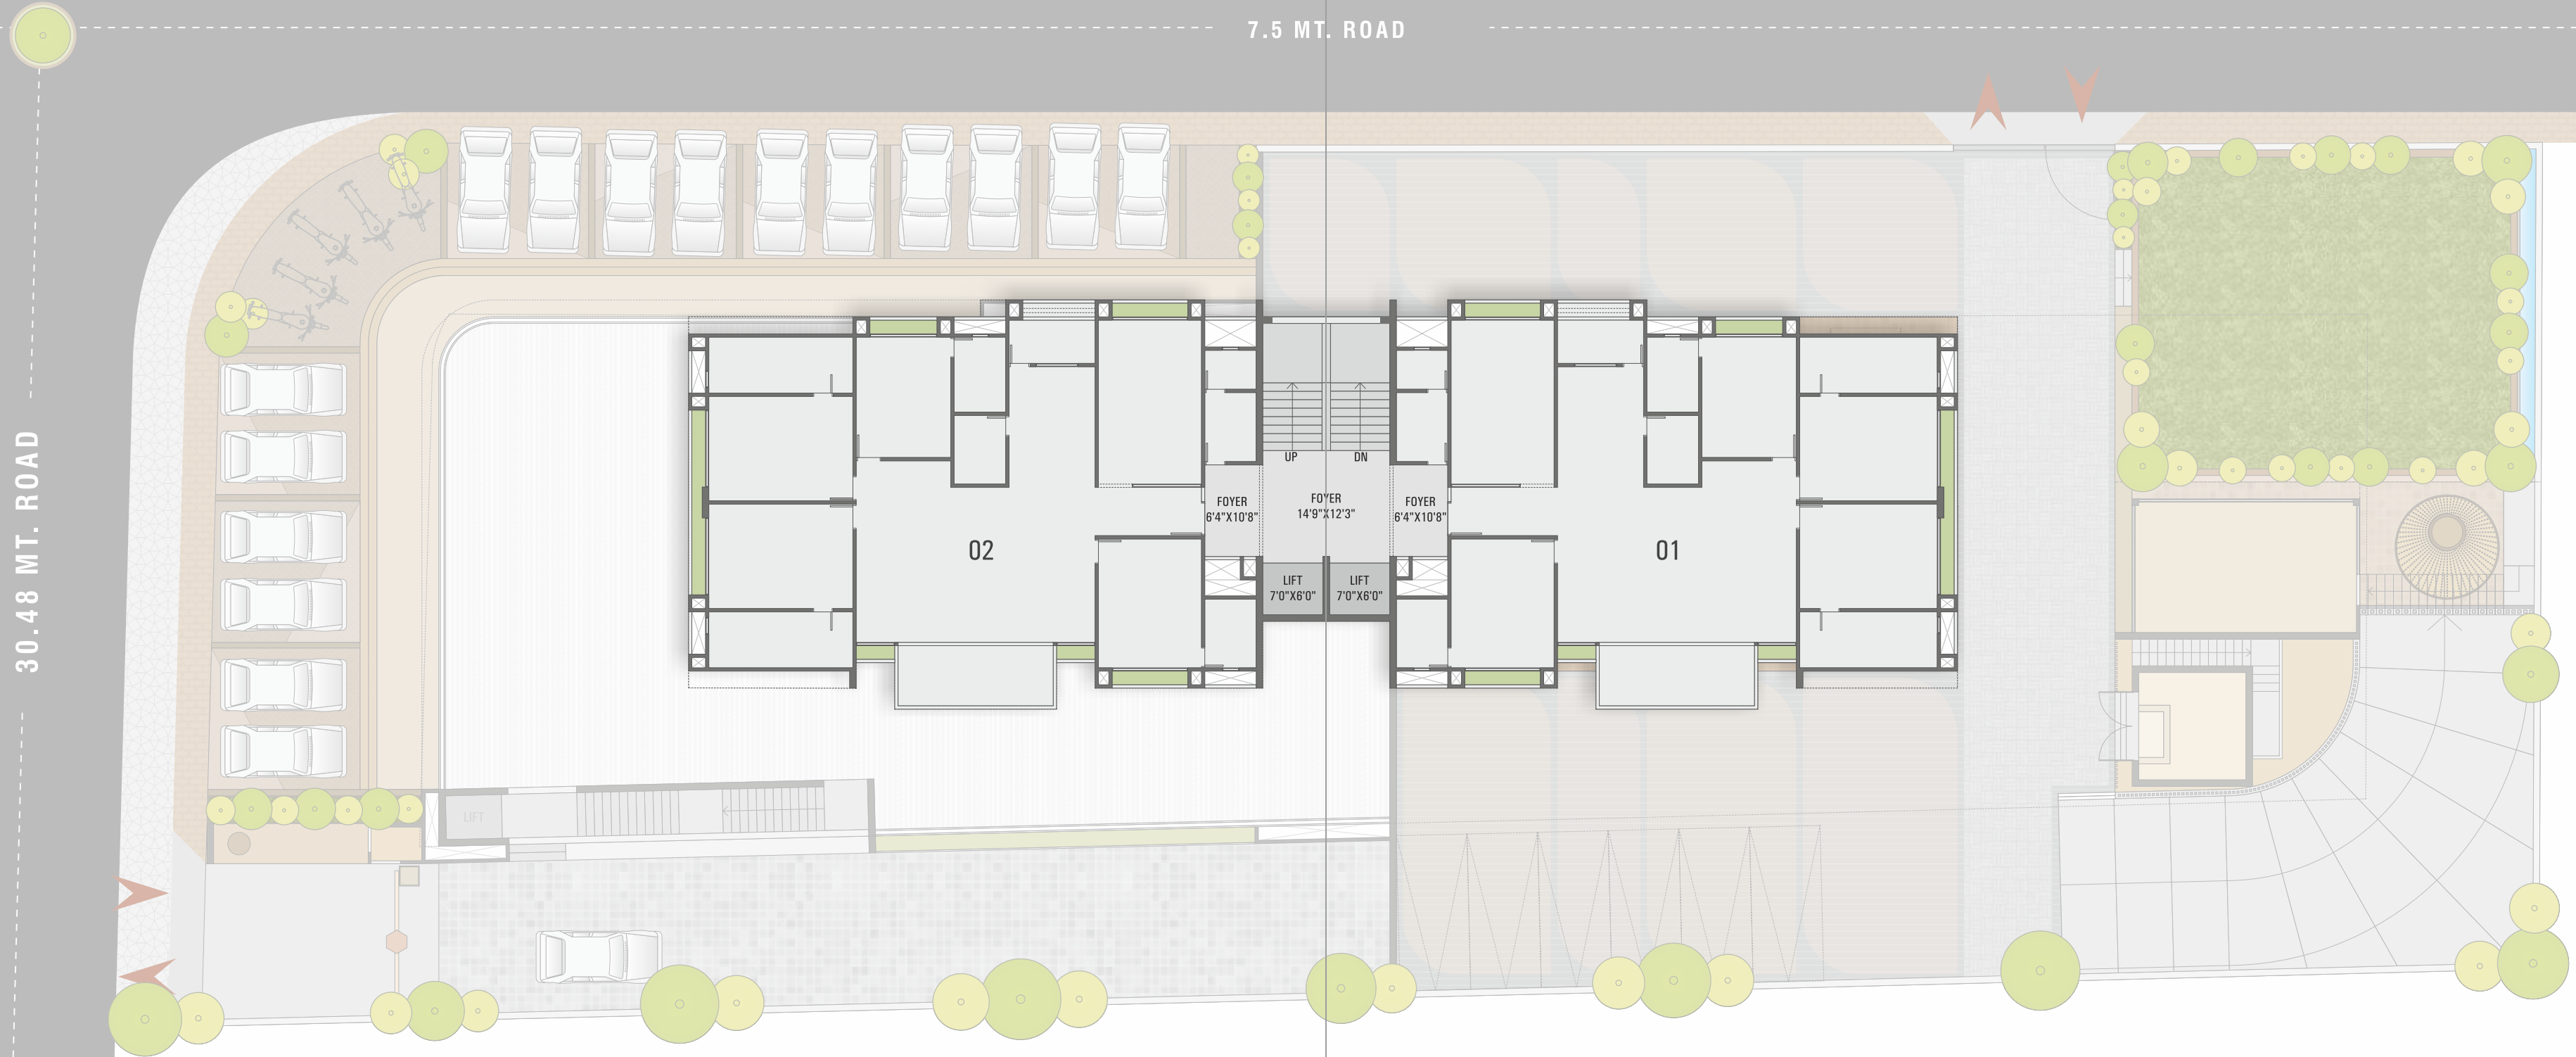 7.5 MT. ROAD
30.48 MT. ROAD
UP
DN
FOYER
6'4"X10'8"
FOYER
14'9"X12'3"
FOYER
6'4"X10'8"
02
01
LIFT
7'0"X6'0"
LIFT
7'0"X6'0"
LIFT